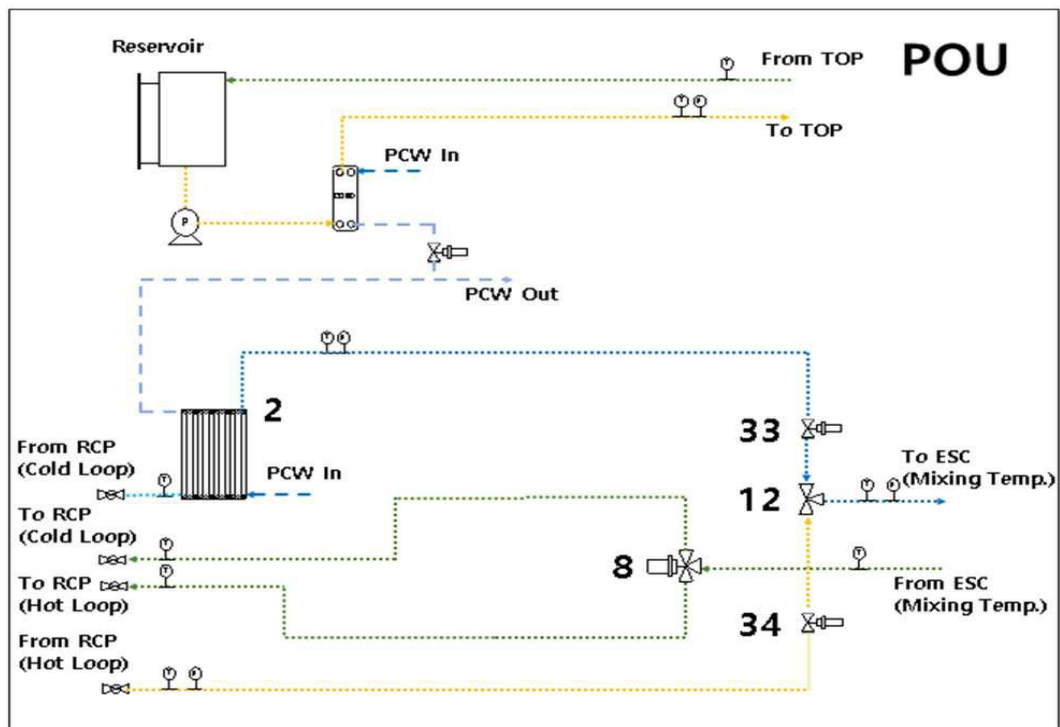 Reservoir
From TOP
POU
T
T P
To TOP
PCW In
P
PCW Out
T P
2
33
From RCP
(Cold Loop)
T
PCW In
To ESC
(Mixing Temp.)
12
T P
To RCP
(Cold Loop)
T
T
8
T
To RCP
(Hot Loop)
From ESC
(Mixing Temp.)
34
From RCP
(Hot Loop)
T P